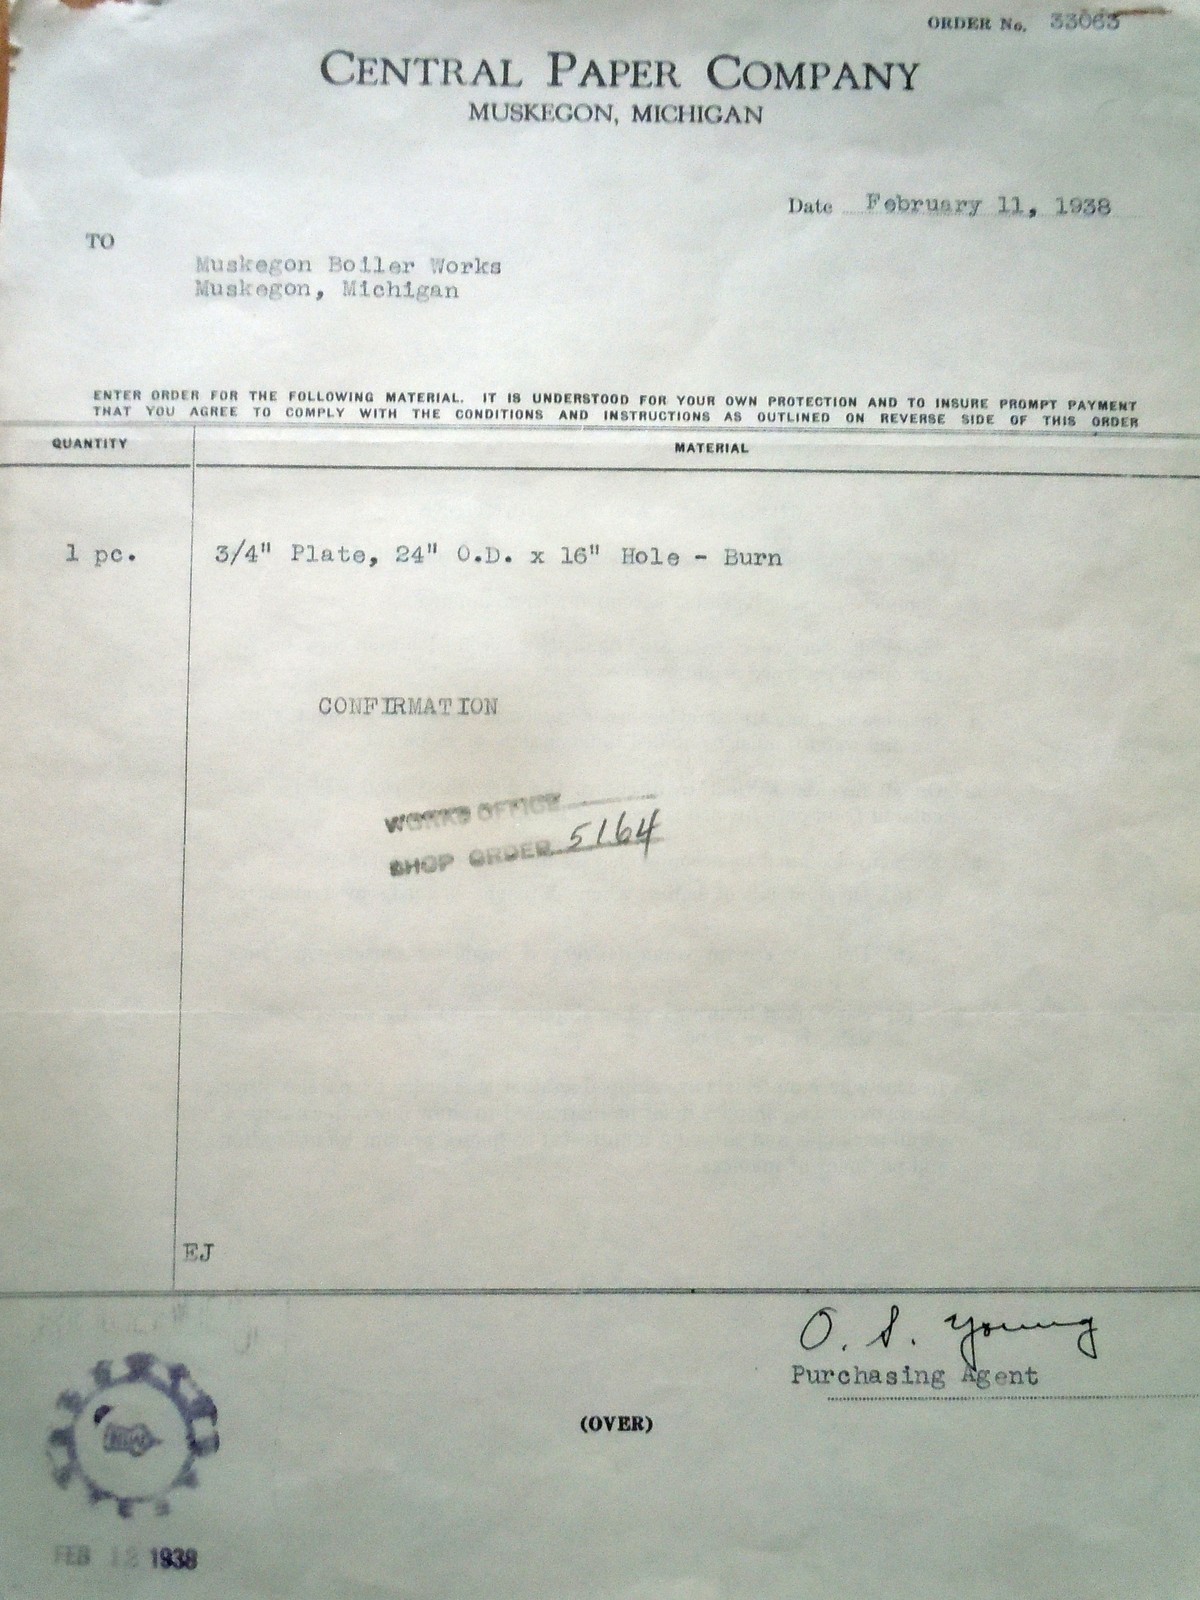 ORDER No. 33063
CENTRAL PAPER COMPANY
MUSKEGON, MICHIGAN
Date February 11, 1938
TO
Muskegon Boiler Works
Muskegon, Michigan
ENTER ORDER FOR THE FOLLOWING MATERIAL. IT IS UNDERSTOOD FOR YOUR OWN PROTECTION AND TO INSURE PROMPT PAYMENT
THAT YOU AGREE TO COMPLY WITH THE CONDITIONS AND INSTRUCTIONS AS OUTLINED ON REVERSE SIDE OF THIS ORDER
QUANTITY MATERIAL
1 pc. 3/4" Plate, 24" O.D. x 16" Hole - Burn
CONFIRMATION
WORKS OFFICE
SHOP ORDER 5164
EJ
O. S. Young
Purchasing Agent
(OVER)
FEB 12 1938